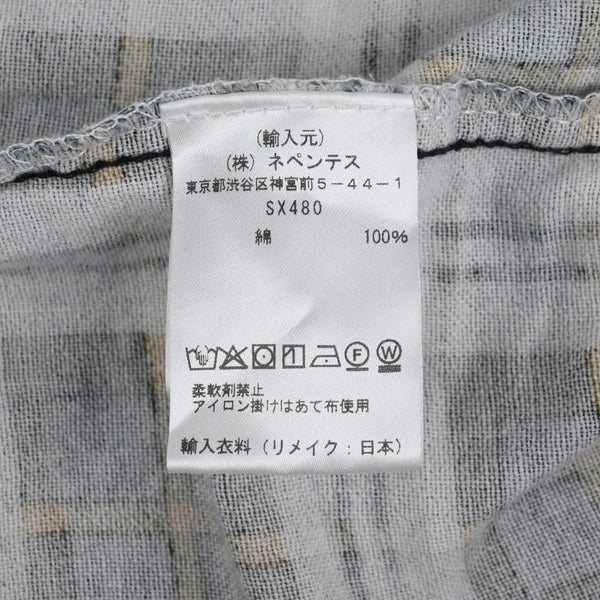 (輸入元)
(株) ネペンテス
東京都渋谷区神宮前5-44-1
SX480
綿 100%
柔軟剤禁止
アイロン掛けはあて布使用
輸入衣料 (リメイク:日本)